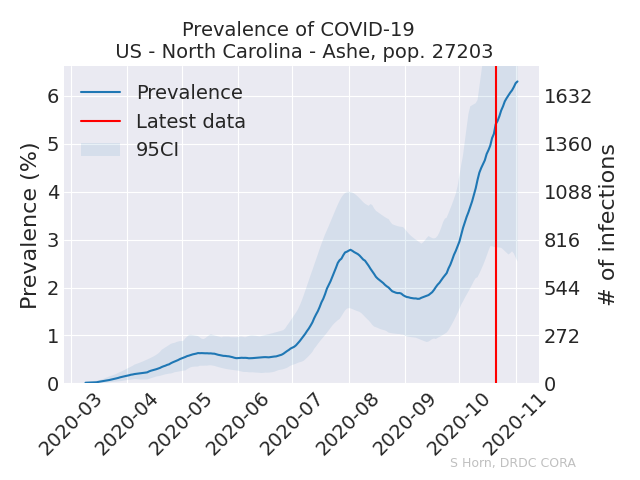 Prevalence of COVID-19
US - North Carolina - Ashe, pop. 27203
Prevalence
Latest data
95CI
Prevalence (%)
6
5
4
3
2
1
0
1632
1360
1088
816
544
272
0
# of infections
2020-03
2020-04
2020-05
2020-06
2020-07
2020-08
2020-09
2020-10
2020-11
S Horn, DRDC CORA